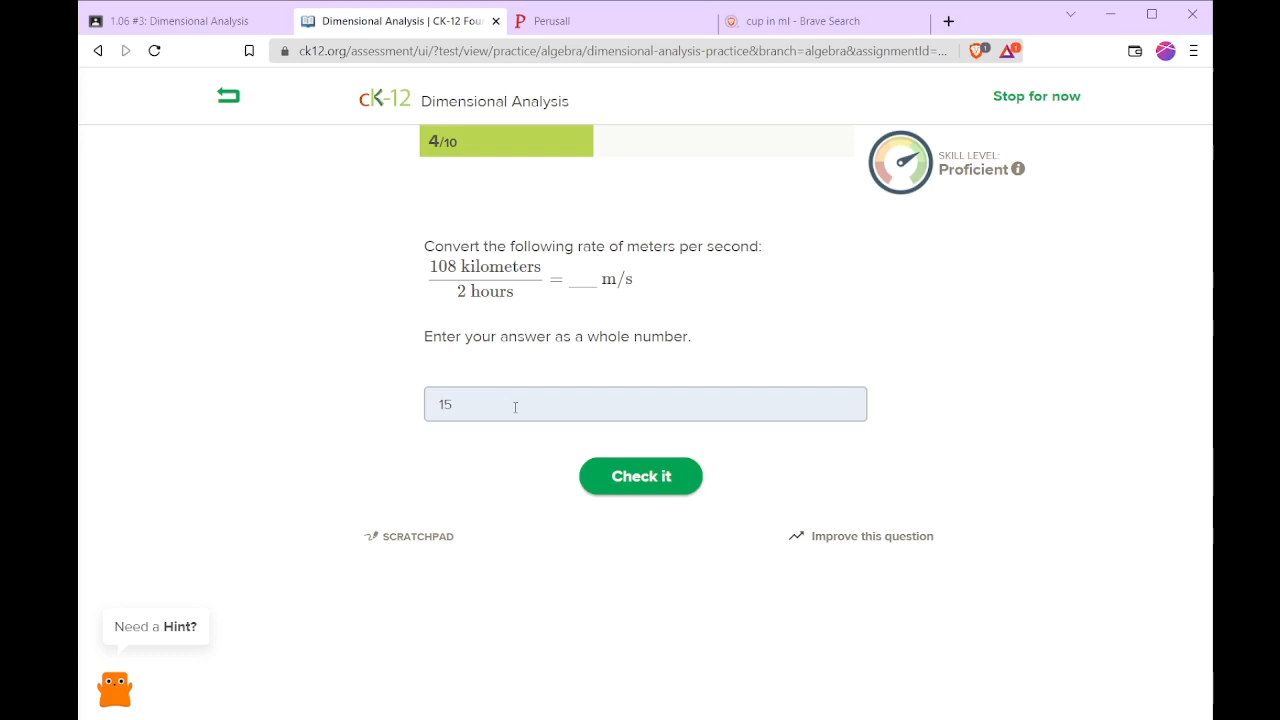 1.06 #3: Dimensional Analysis
Dimensional Analysis | CK-12 Fou
Perusall
cup in ml - Brave Search
ck12.org/assessment/ui/?test/view/practice/algebra/dimensional-analysis-practice&branch=algebra&assignmentId=...
1
1
cK-12 Dimensional Analysis
Stop for now
4/10
SKILL LEVEL:
Proficient
Convert the following rate of meters per second:
108 kilometers
2 hours
= ___ m/s
Enter your answer as a whole number.
15
Check it
SCRATCHPAD
Improve this question
Need a Hint?